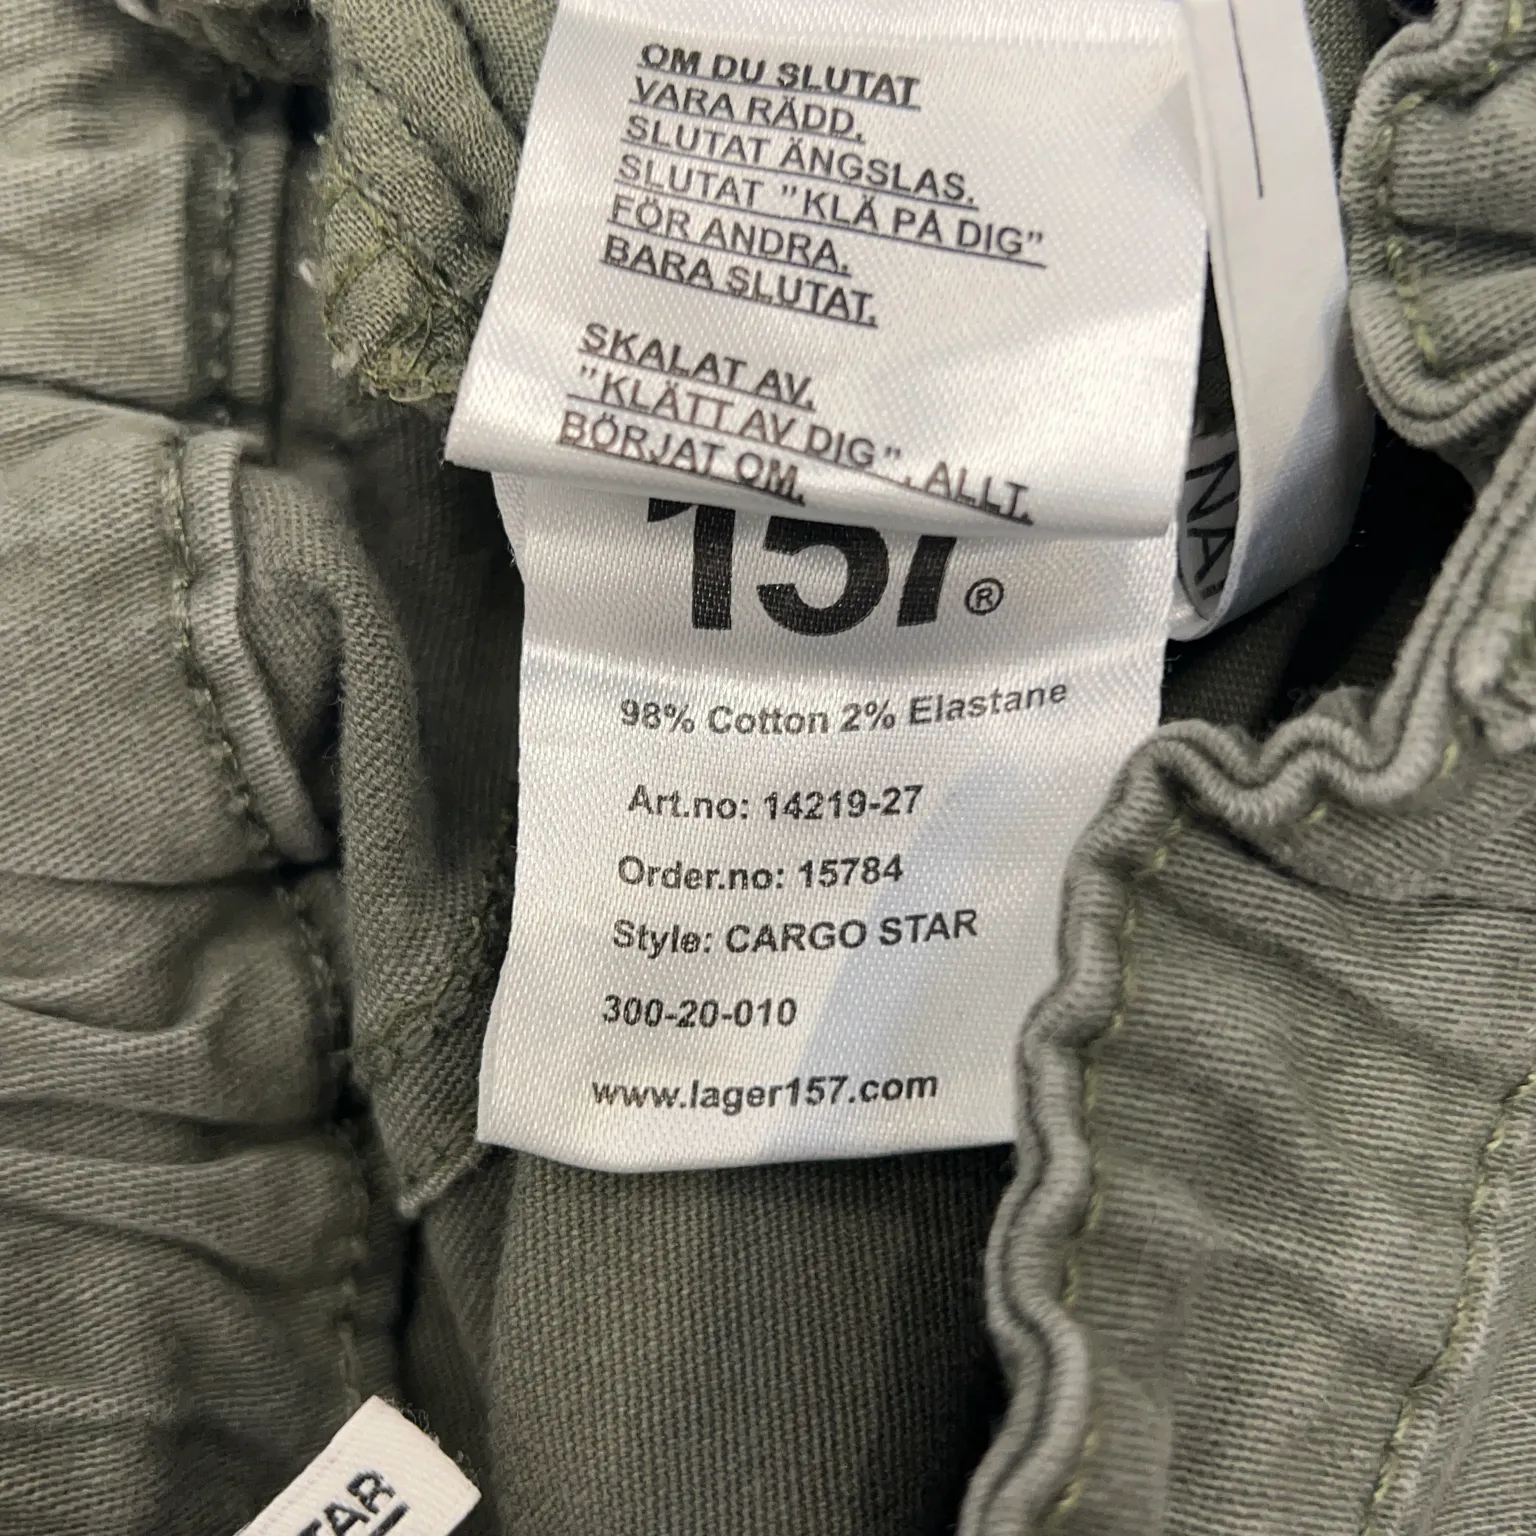 OM DU SLUTAT
VARA RÄDD.
SLUTAT ÄNGSLAS.
SLUTAT "KLÄ PÅ DIG"
FÖR ANDRA.
BARA SLUTAT.
SKALAT AV.
"KLÄTT AV DIG". ALLT.
BÖRJAT OM.
157®
98% Cotton 2% Elastane
Art.no: 14219-27
Order.no: 15784
Style: CARGO STAR
300-20-010
www.lager157.com
TAR